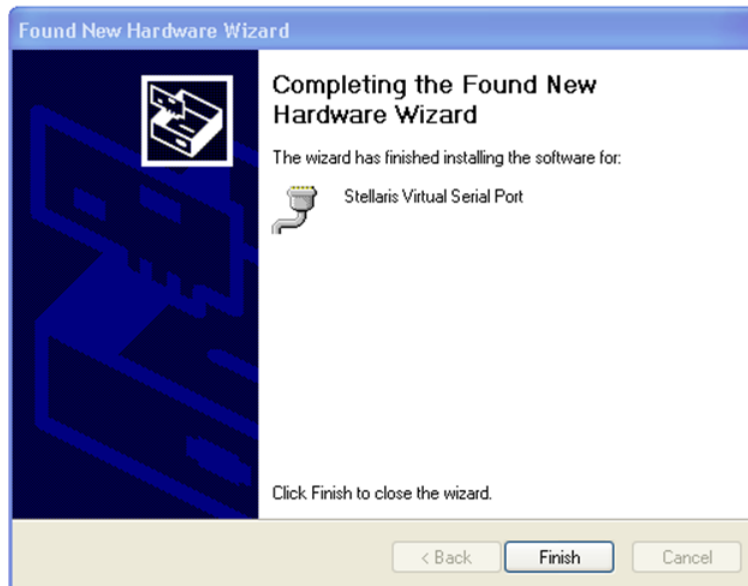 Found New Hardware Wizard
Completing the Found New
Hardware Wizard
The wizard has finished installing the software for:
Stellaris Virtual Serial Port
Click Finish to close the wizard.
< Back
Finish
Cancel